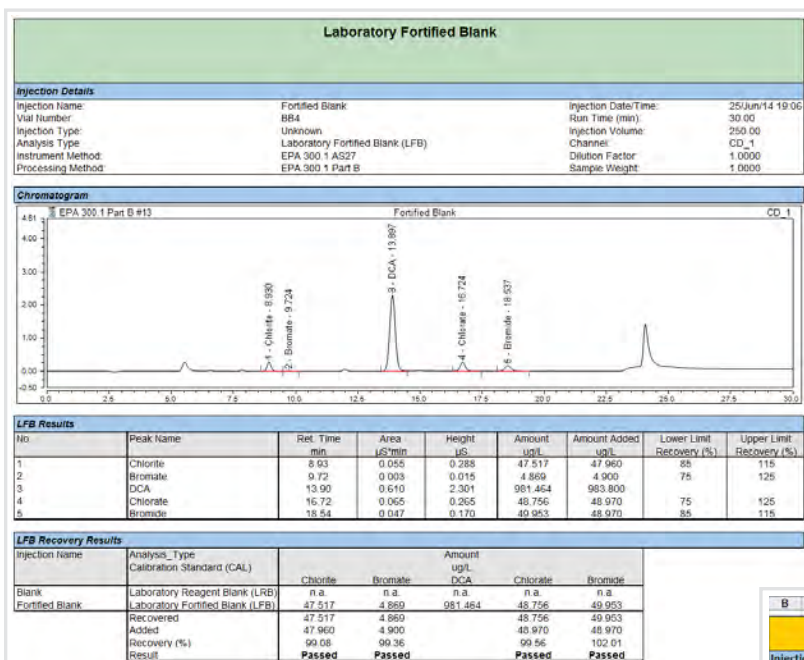 Laboratory Fortified Blank
Injection Details
Injection Name: Fortified Blank Injection Date/Time: 25/Jun/14 19:06
Vial Number: BB4 Run Time (min): 30.00
Injection Type: Unknown Injection Volume: 250.00
Analysis Type Laboratory Fortified Blank (LFB) Channel: CD_1
Instrument Method: EPA 300.1 AS27 Dilution Factor: 1.0000
Processing Method: EPA 300 1 Part B Sample Weight: 1.0000
Chromatogram
EPA 300.1 Part B #13 Fortified Blank CD_1
4.61
4.00
3.00
2.00
1.00
0.00
-0.50
1 - Chlorite - 8.930
2 - Bromate - 9.724
3 - DCA - 13.897
4 - Chlorate - 16.724
5 - Bromide - 18.537
0.0 2.5 5.0 7.5 10.0 12.5 15.0 17.5 20.0 22.5 25.0 27.5 30.0
LFB Results
No. Peak Name Ret. Time Area Height Amount Amount Added Lower Limit Upper Limit
min µS*min µS ug/L ug/L Recovery (%) Recovery (%)
1 Chlorite 8.93 0.055 0.288 47.517 47.960 85 115
2 Bromate 9.72 0.003 0.015 4.869 4.900 75 125
3 DCA 13.90 0.610 2.301 981.464 983.800
4 Chlorate 16.72 0.065 0.265 48.756 48.970 75 125
5 Bromide 18.54 0.047 0.170 49.953 48.970 85 115
LFB Recovery Results
Injection Name Analysis_Type Amount
Calibration Standard (CAL) ug/L
Chlorite Bromate DCA Chlorate Bromide
Blank Laboratory Reagent Blank (LRB) n.a. n.a. n.a. n.a. n.a.
Fortified Blank Laboratory Fortified Blank (LFB) 47.517 4.869 981.464 48.756 49.953
Recovered 47.517 4.869 48.756 49.953
Added 47.960 4.900 48.970 48.970
Recovery (%) 99.08 99.36 99.56 102.01
Result Passed Passed Passed Passed
B